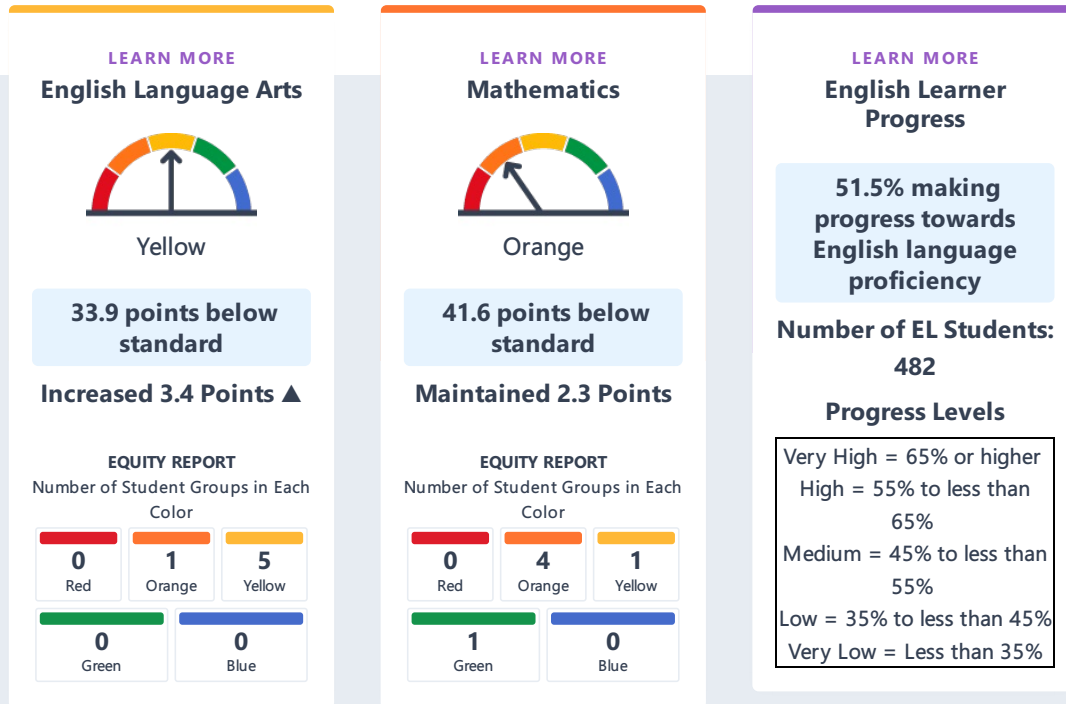 LEARN MORE
English Language Arts
Yellow
33.9 points below
standard
Increased 3.4 Points ▲
EQUITY REPORT
Number of Student Groups in Each
Color
0
Red
1
Orange
5
Yellow
0
Green
0
Blue
LEARN MORE
Mathematics
Orange
41.6 points below
standard
Maintained 2.3 Points
EQUITY REPORT
Number of Student Groups in Each
Color
0
Red
4
Orange
1
Yellow
1
Green
0
Blue
LEARN MORE
English Learner
Progress
51.5% making
progress towards
English language
proficiency
Number of EL Students:
482
Progress Levels
Very High = 65% or higher
High = 55% to less than
65%
Medium = 45% to less than
55%
Low = 35% to less than 45%
Very Low = Less than 35%